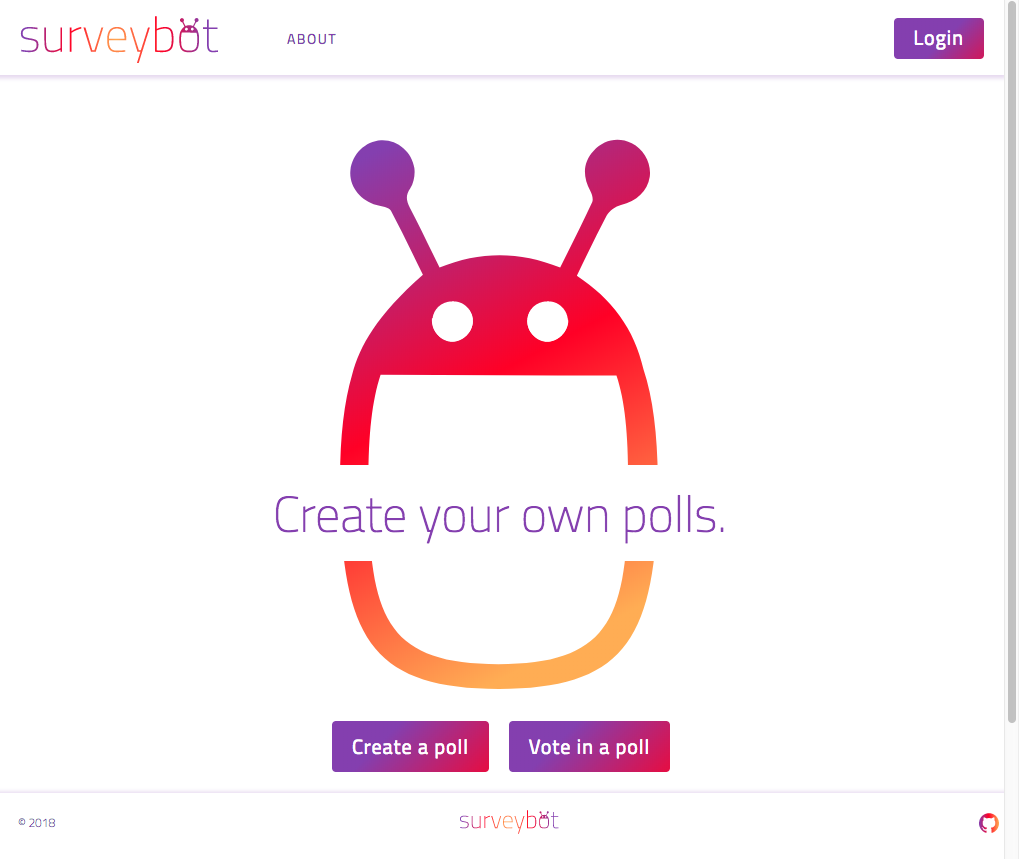 surveybot
ABOUT
Login
Create your own polls.
Create a poll
Vote in a poll
© 2018
surveybot